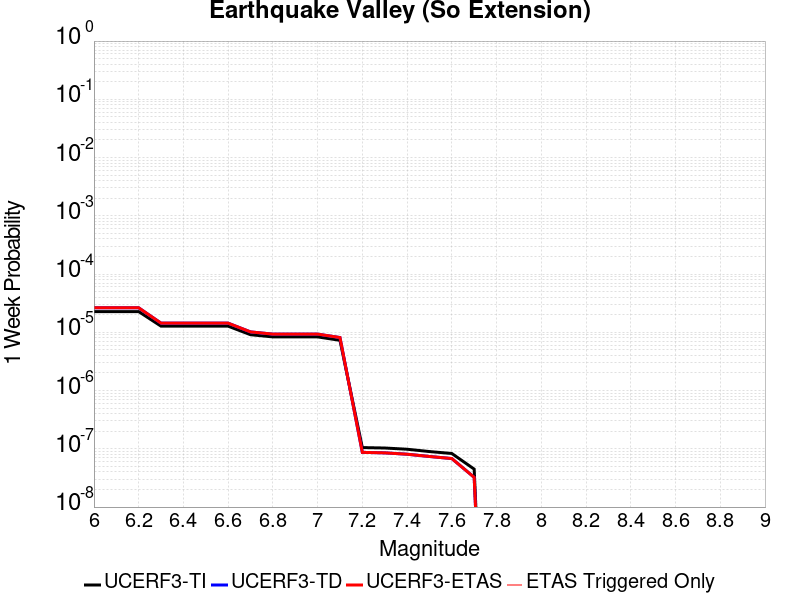 Earthquake Valley (So Extension)
1 Week Probability
10^0
10^-1
10^-2
10^-3
10^-4
10^-5
10^-6
10^-7
10^-8
6 6.2 6.4 6.6 6.8 7 7.2 7.4 7.6 7.8 8 8.2 8.4 8.6 8.8 9
Magnitude
UCERF3-TI UCERF3-TD UCERF3-ETAS ETAS Triggered Only